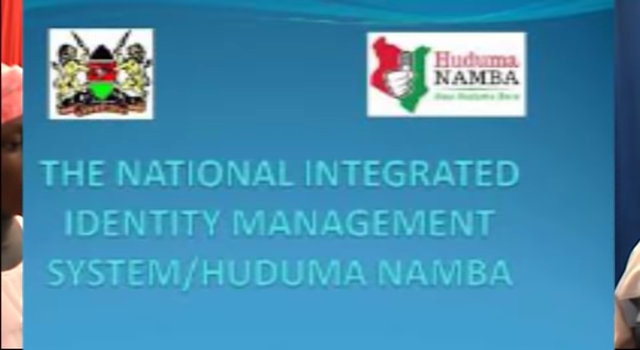 Huduma
NAMBA
THE NATIONAL INTEGRATED
IDENTITY MANAGEMENT
SYSTEM/HUDUMA NAMBA